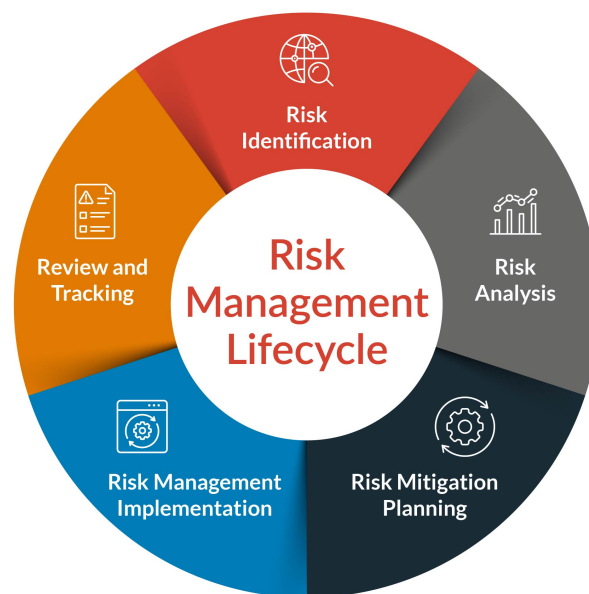 Risk
Identification
Risk
Analysis
Risk Mitigation
Planning
Risk Management
Implementation
Review and
Tracking
Risk
Management
Lifecycle